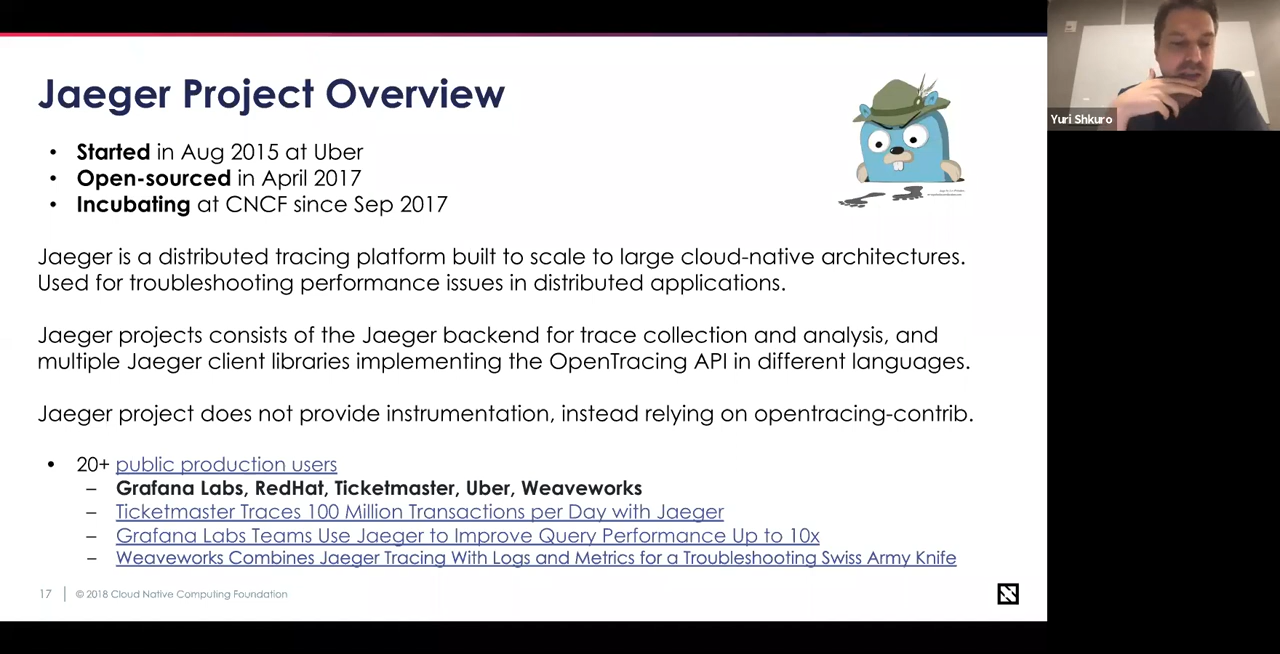 Jaeger Project Overview
• Started in Aug 2015 at Uber
• Open-sourced in April 2017
• Incubating at CNCF since Sep 2017
Jaeger is a distributed tracing platform built to scale to large cloud-native architectures.
Used for troubleshooting performance issues in distributed applications.
Jaeger projects consists of the Jaeger backend for trace collection and analysis, and
multiple Jaeger client libraries implementing the OpenTracing API in different languages.
Jaeger project does not provide instrumentation, instead relying on opentracing-contrib.
• 20+ public production users
– Grafana Labs, RedHat, Ticketmaster, Uber, Weaveworks
– Ticketmaster Traces 100 Million Transactions per Day with Jaeger
– Grafana Labs Teams Use Jaeger to Improve Query Performance Up to 10x
– Weaveworks Combines Jaeger Tracing With Logs and Metrics for a Troubleshooting Swiss Army Knife
17 | © 2018 Cloud Native Computing Foundation
Yuri Shkuro